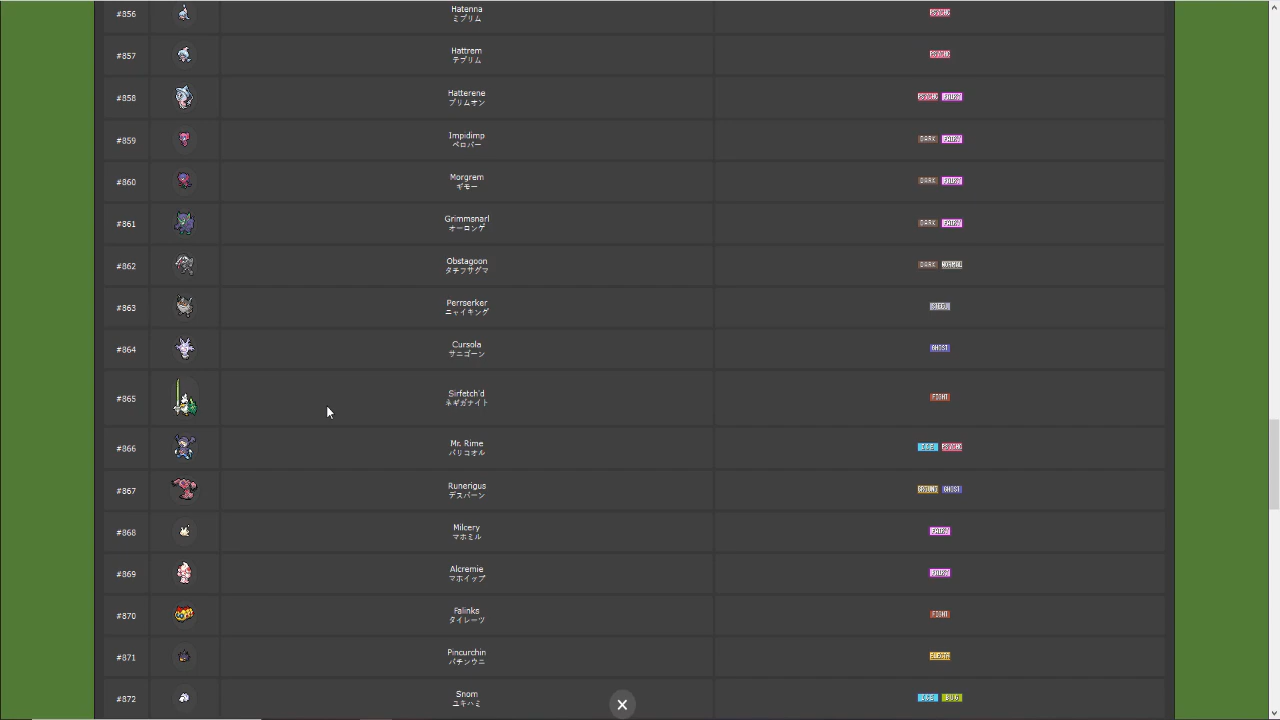 #856
Hatenna
ミブリム
PSYCHC
#857
Hattrem
テブリム
PSYCHC
#858
Hatterene
ブリムオン
PSYCHC FAIRY
#859
Impidimp
ベロバー
DARK FAIRY
#860
Morgrem
ギモー
DARK FAIRY
#861
Grimmsnarl
オーロンゲ
DARK FAIRY
#862
Obstagoon
タチフサグマ
DARK NORMAL
#863
Perrserker
ニャイキング
STEEL
#864
Cursola
サニゴーン
GHOST
#865
Sirfetch'd
ネギガナイト
FIGHT
#866
Mr. Rime
バリコオル
ICE PSYCHC
#867
Runerigus
デスバーン
GROUND GHOST
#868
Milcery
マホミル
FAIRY
#869
Alcremie
マホイップ
FAIRY
#870
Falinks
タイレーツ
FIGHT
#871
Pincurchin
バチンウニ
ELECTR
#872
Snom
ユキハミ
ICE BUG